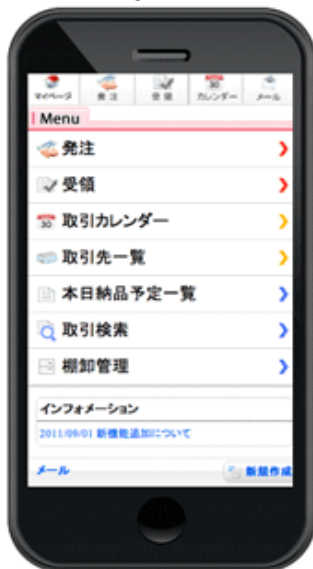 マイページ 発注 受領 カレンダー メール
Menu
発注
受領
30 取引カレンダー
取引先一覧
本日納品予定一覧
取引検索
棚卸管理
インフォメーション
2011/09/01 新機能追加について
メール 新規作成